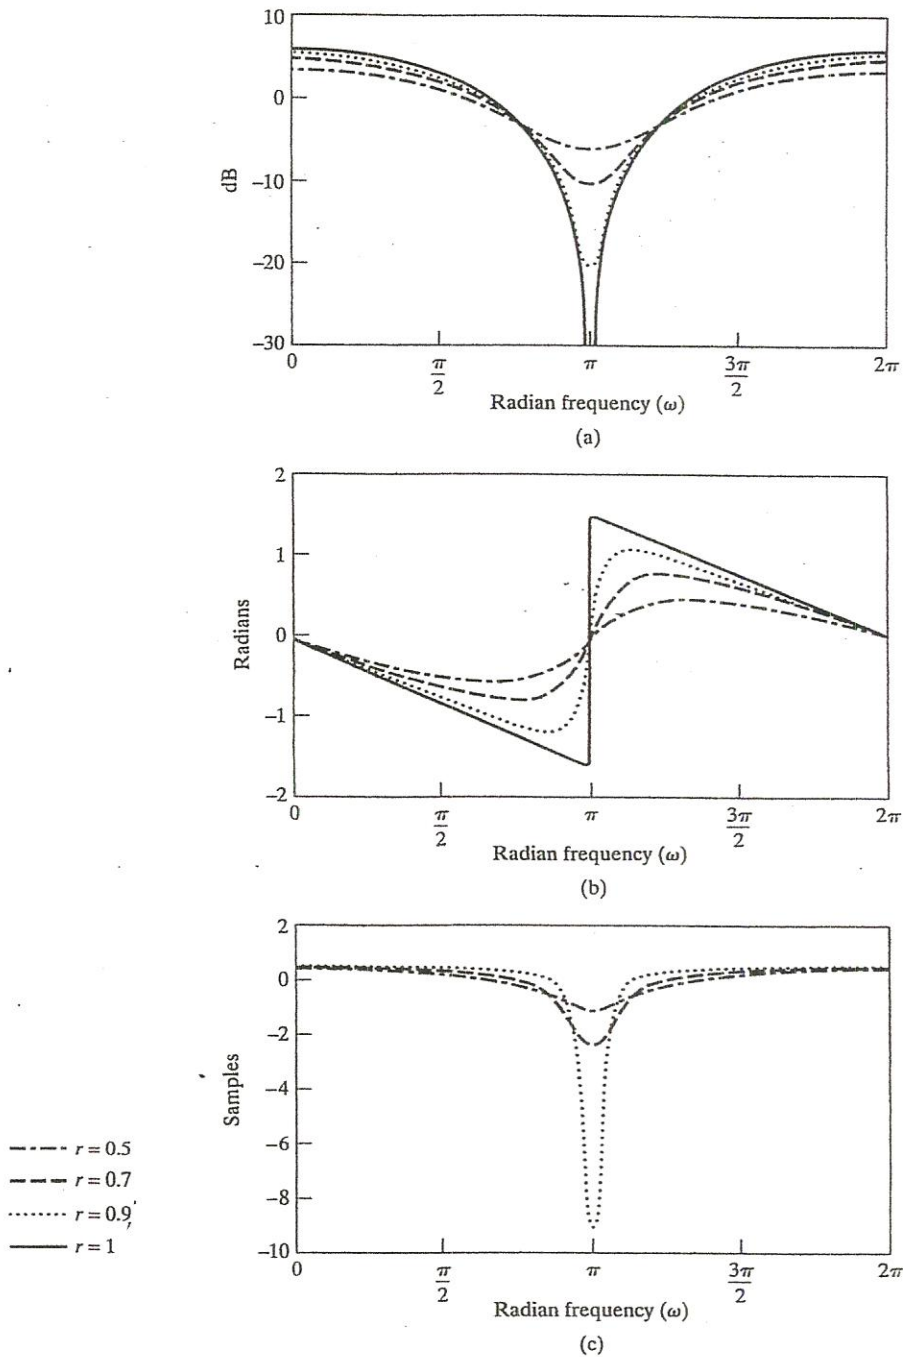 10
0
dB
−10
−20
−30
0
π/2
π
3π/2
2π
Radian frequency (ω)
(a)
2
1
Radians
0
−1
−2
0
π/2
π
3π/2
2π
Radian frequency (ω)
(b)
2
0
−2
Samples
−4
−6
−8
−10
0
π/2
π
3π/2
2π
Radian frequency (ω)
(c)
r = 0.5
r = 0.7
r = 0.9
r = 1